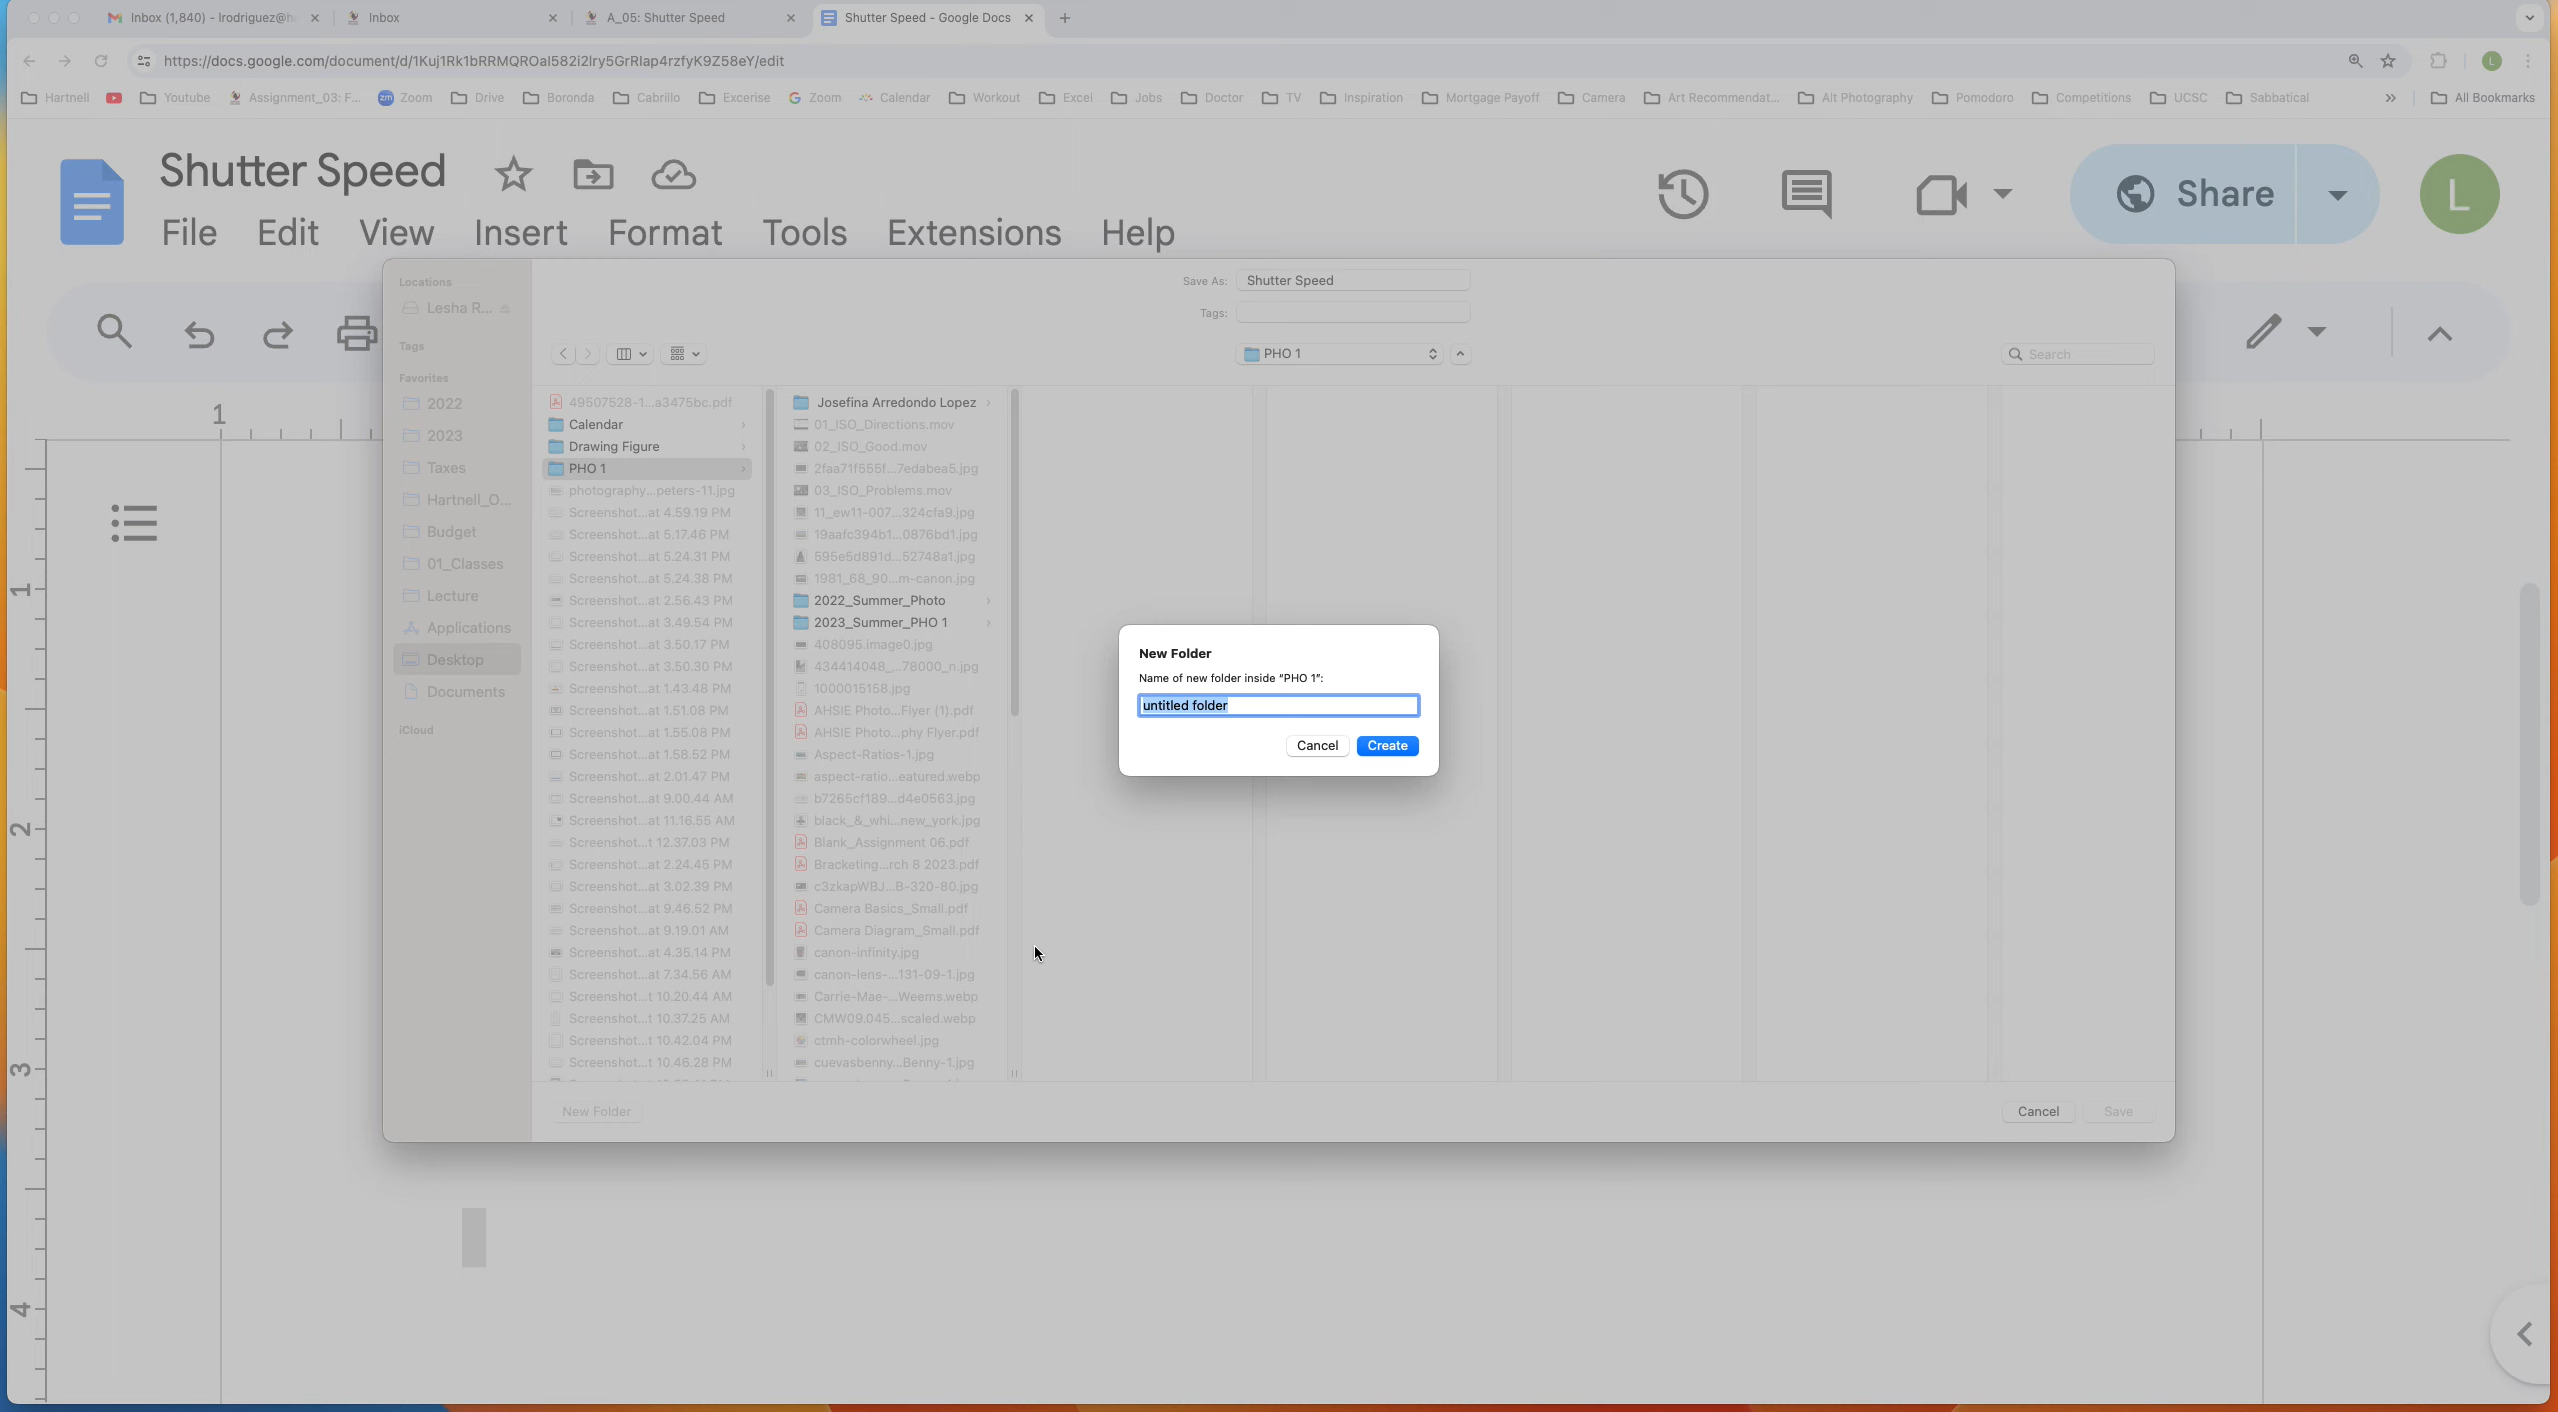 Inbox (1,840) - lrodriguez@ha
Inbox
A_05: Shutter Speed
Shutter Speed - Google Docs
https://docs.google.com/document/d/1Kuj1Rk1bRRMQROaI582i2Iry5GrRIap4rzfyK9Z58eY/edit
Hartnell
Youtube
Assignment_03: F...
zm Zoom
Drive
Boronda
Cabrillo
Excerise
Zoom
Calendar
Workout
Excel
Jobs
Doctor
TV
Inspiration
Mortgage Payoff
Camera
Art Recommendat...
Alt Photography
Pomodoro
Competitions
UCSC
Sabbatical
All Bookmarks
Shutter Speed
Share
L
File Edit View Insert Format Tools Extensions Help
Locations
Lesha R...
Tags
Favorites
2022
2023
Taxes
Hartnell_O...
Budget
01_Classes
Lecture
Applications
Desktop
Documents
iCloud
Save As: Shutter Speed
Tags:
PHO 1
Search
49507528-1...a3475bc.pdf
Calendar
Drawing Figure
PHO 1
photography...peters-11.jpg
Screenshot...at 4.59.19 PM
Screenshot...at 5.17.46 PM
Screenshot...at 5.24.31 PM
Screenshot...at 5.24.38 PM
Screenshot...at 2.56.43 PM
Screenshot...at 3.49.54 PM
Screenshot...at 3.50.17 PM
Screenshot...at 3.50.30 PM
Screenshot...at 1.43.48 PM
Screenshot...at 1.51.08 PM
Screenshot...at 1.55.08 PM
Screenshot...at 1.58.52 PM
Screenshot...at 2.01.47 PM
Screenshot...at 9.00.44 AM
Screenshot...at 11.16.55 AM
Screenshot...t 12.37.03 PM
Screenshot...at 2.24.45 PM
Screenshot...at 3.02.39 PM
Screenshot...at 9.46.52 PM
Screenshot...at 9.19.01 AM
Screenshot...at 4.35.14 PM
Screenshot...at 7.34.56 AM
Screenshot...t 10.20.44 AM
Screenshot...t 10.37.25 AM
Screenshot...t 10.42.04 PM
Screenshot...t 10.46.28 PM
Josefina Arredondo Lopez
01_ISO_Directions.mov
02_ISO_Good.mov
2faa71f555f...7edabea5.jpg
03_ISO_Problems.mov
11_ew11-007...324cfa9.jpg
19aafc394b1...0876bd1.jpg
595e5d891d...52748a1.jpg
1981_68_90...m-canon.jpg
2022_Summer_Photo
2023_Summer_PHO 1
408095.image0.jpg
434414048_...78000_n.jpg
1000015158.jpg
AHSIE Photo...Flyer (1).pdf
AHSIE Photo...phy Flyer.pdf
Aspect-Ratios-1.jpg
aspect-ratio...eatured.webp
b7265cf189...d4e0563.jpg
black_&_whi...new_york.jpg
Blank_Assignment 06.pdf
Bracketing...rch 8 2023.pdf
c3zkapWBJ...B-320-80.jpg
Camera Basics_Small.pdf
Camera Diagram_Small.pdf
canon-infinity.jpg
canon-lens-...131-09-1.jpg
Carrie-Mae-...Weems.webp
CMW09.045...scaled.webp
ctmh-colorwheel.jpg
cuevasbenny...Benny-1.jpg
New Folder
Name of new folder inside "PHO 1":
untitled folder
Cancel
Create
New Folder
Cancel
Save
1
1
2
3
4